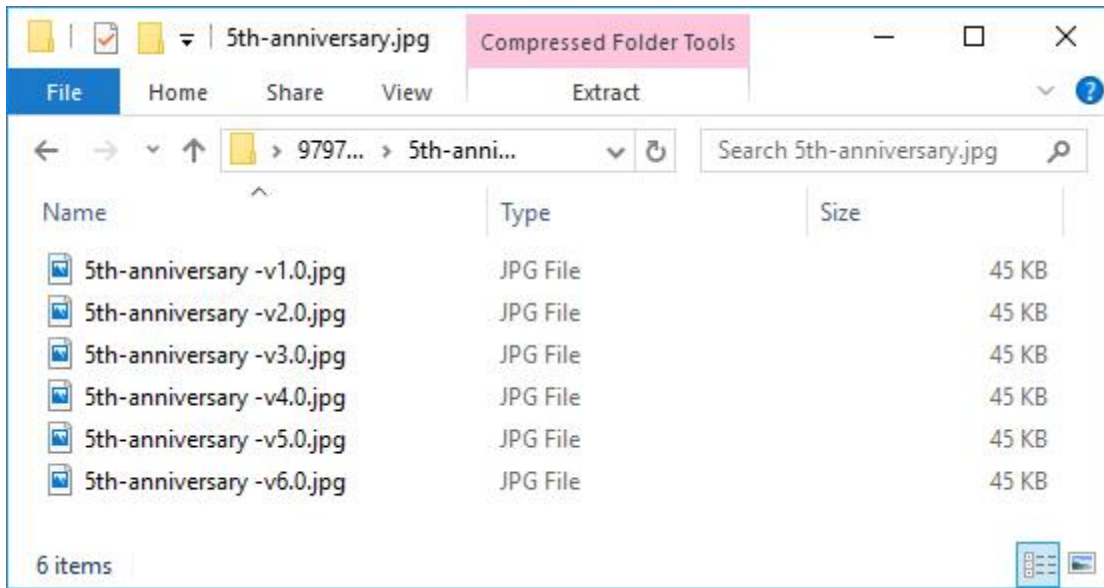 5th-anniversary.jpg Compressed Folder Tools
File Home Share View Extract
9797... 5th-anni... Search 5th-anniversary.jpg
Name Type Size
5th-anniversary -v1.0.jpg JPG File 45 KB
5th-anniversary -v2.0.jpg JPG File 45 KB
5th-anniversary -v3.0.jpg JPG File 45 KB
5th-anniversary -v4.0.jpg JPG File 45 KB
5th-anniversary -v5.0.jpg JPG File 45 KB
5th-anniversary -v6.0.jpg JPG File 45 KB
6 items